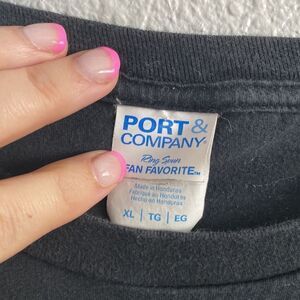 PORT &
COMPANY
Ring Spun
FAN FAVORITE™
Made in Honduras
Fabriqué au Honduras
Hecho en Honduras
XL | TG | EG